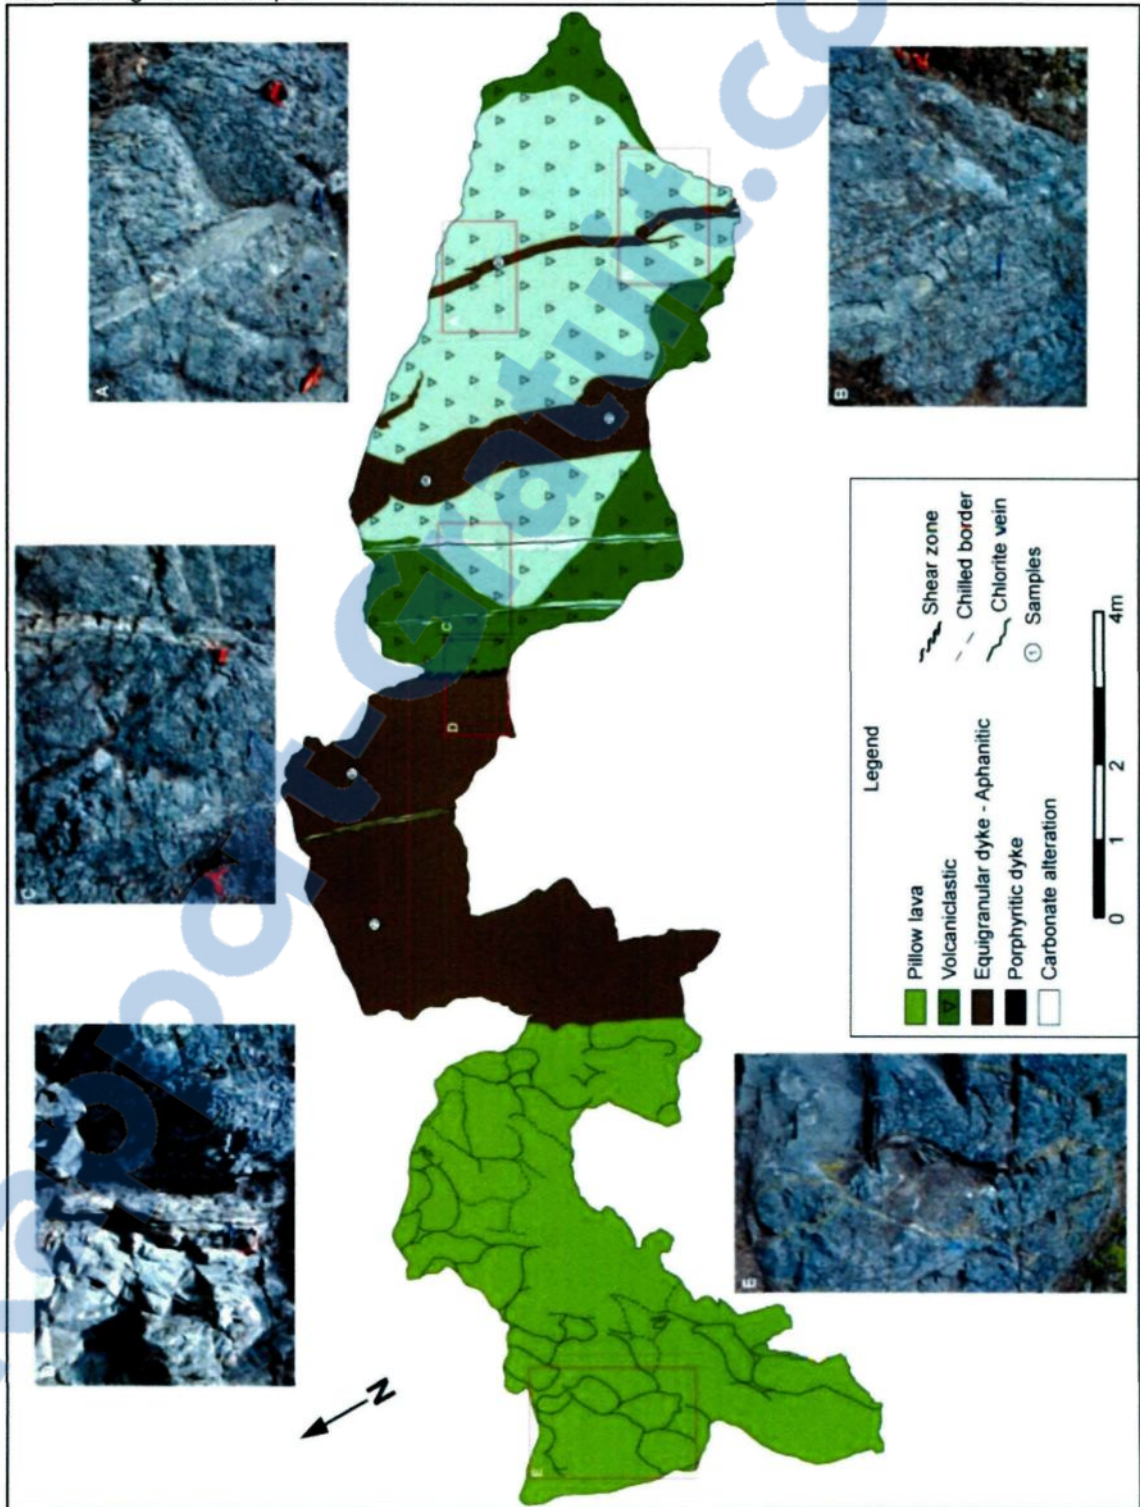 A
B
C
E
C
D
E
N
Legend
Pillow lava
Volcaniclastic
Equigranular dyke - Aphanitic
Porphyritic dyke
Carbonate alteration
Shear zone
Chilled border
Chlorite vein
① Samples
0 1 2 4m